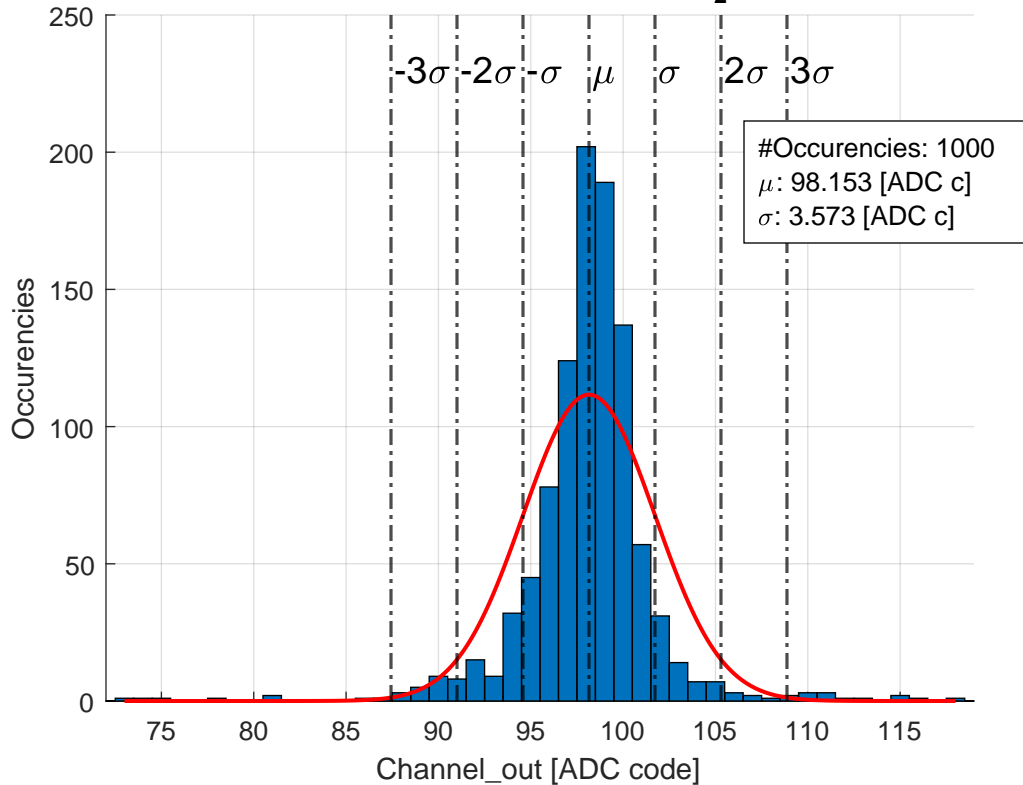 250
-3σ -2σ -σ μ σ 2σ 3σ
#Occurencies: 1000
μ: 98.153 [ADC c]
σ: 3.573 [ADC c]
200
150
100
50
0
Occurencies
75 80 85 90 95 100 105 110 115
Channel_out [ADC code]